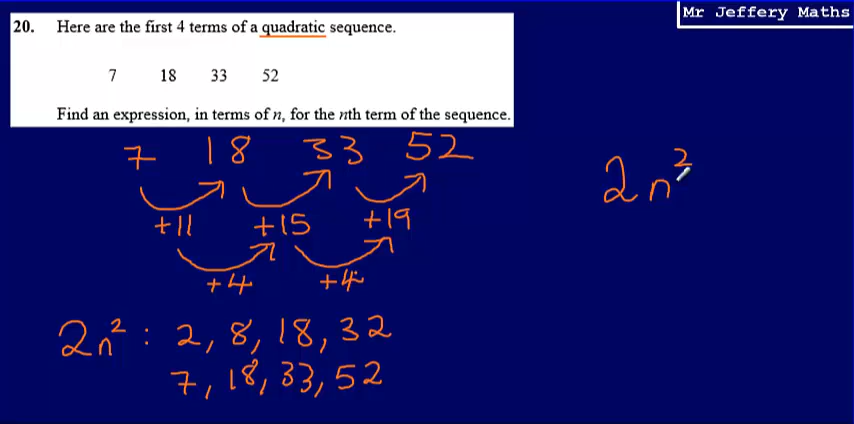 Mr Jeffery Maths
20. Here are the first 4 terms of a quadratic sequence.
7 18 33 52
Find an expression, in terms of n, for the nth term of the sequence.
7 18 33 52
+11 +15 +19
+4 +4
2n² : 2, 8, 18, 32
7, 18, 33, 52
2n²